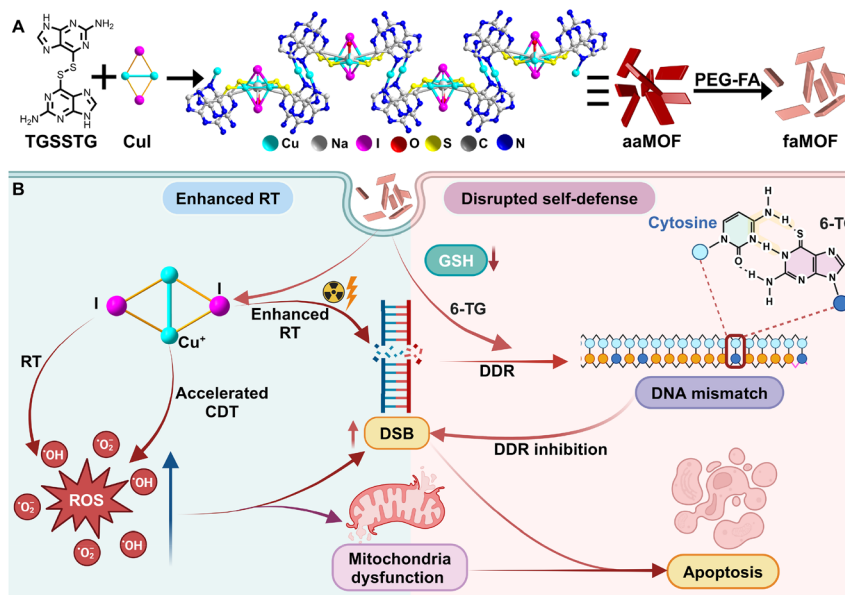 A
H
N
N
NH₂
N
N
S
S
N
N
H₂N
N
N
H
TGSSTG
CuI
Cu
Na
I
O
S
C
N
aaMOF
PEG-FA
faMOF
B
Enhanced RT
Disrupted self-defense
GSH
Cytosine
6-TG
H
N
H
S
N
H
N
N
O
N
N
N
H
N
H
I
I
Cu⁺
Enhanced
RT
6-TG
RT
Accelerated
CDT
DDR
DNA mismatch
DSB
DDR inhibition
·OH
·O₂⁻
·OH
·O₂⁻
ROS
·O₂⁻
·OH
Mitochondria
dysfunction
Apoptosis